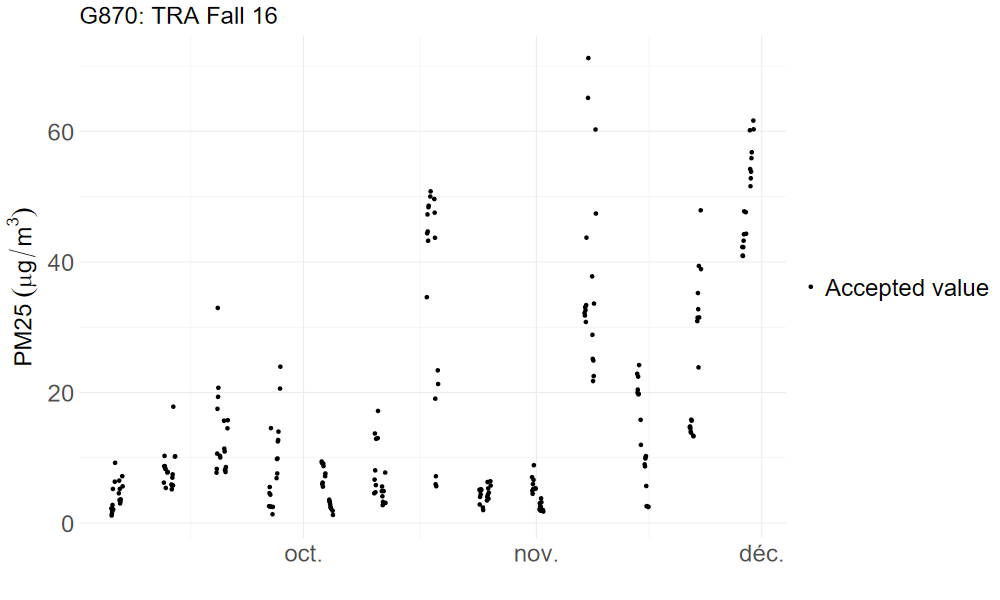 G870: TRA Fall 16
PM25 (μg/m³)
60
40
20
0
oct.
nov.
déc.
Accepted value